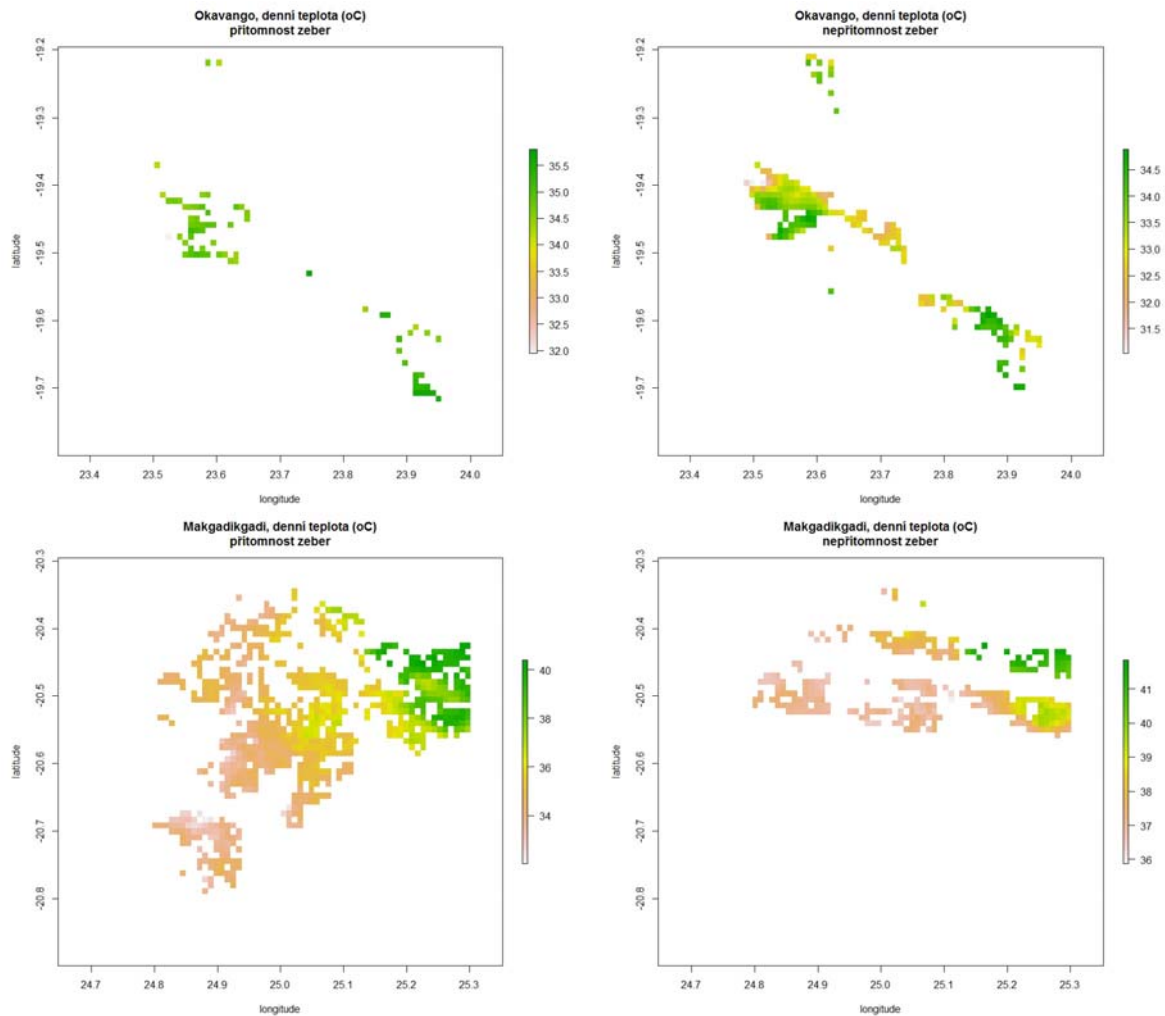 Okavango, denní teplota (oC)
přítomnost zeber
latitude
-19.2
-19.3
-19.4
-19.5
-19.6
-19.7
35.5
35.0
34.5
34.0
33.5
33.0
32.5
32.0
23.4 23.5 23.6 23.7 23.8 23.9 24.0
longitude
Okavango, denní teplota (oC)
nepřítomnost zeber
latitude
-19.2
-19.3
-19.4
-19.5
-19.6
-19.7
34.5
34.0
33.5
33.0
32.5
32.0
31.5
23.4 23.5 23.6 23.7 23.8 23.9 24.0
longitude
Makgadikgadi, denní teplota (oC)
přítomnost zeber
latitude
-20.3
-20.4
-20.5
-20.6
-20.7
-20.8
40
38
36
34
24.7 24.8 24.9 25.0 25.1 25.2 25.3
longitude
Makgadikgadi, denní teplota (oC)
nepřítomnost zeber
latitude
-20.3
-20.4
-20.5
-20.6
-20.7
-20.8
41
40
39
38
37
36
24.7 24.8 24.9 25.0 25.1 25.2 25.3
longitude